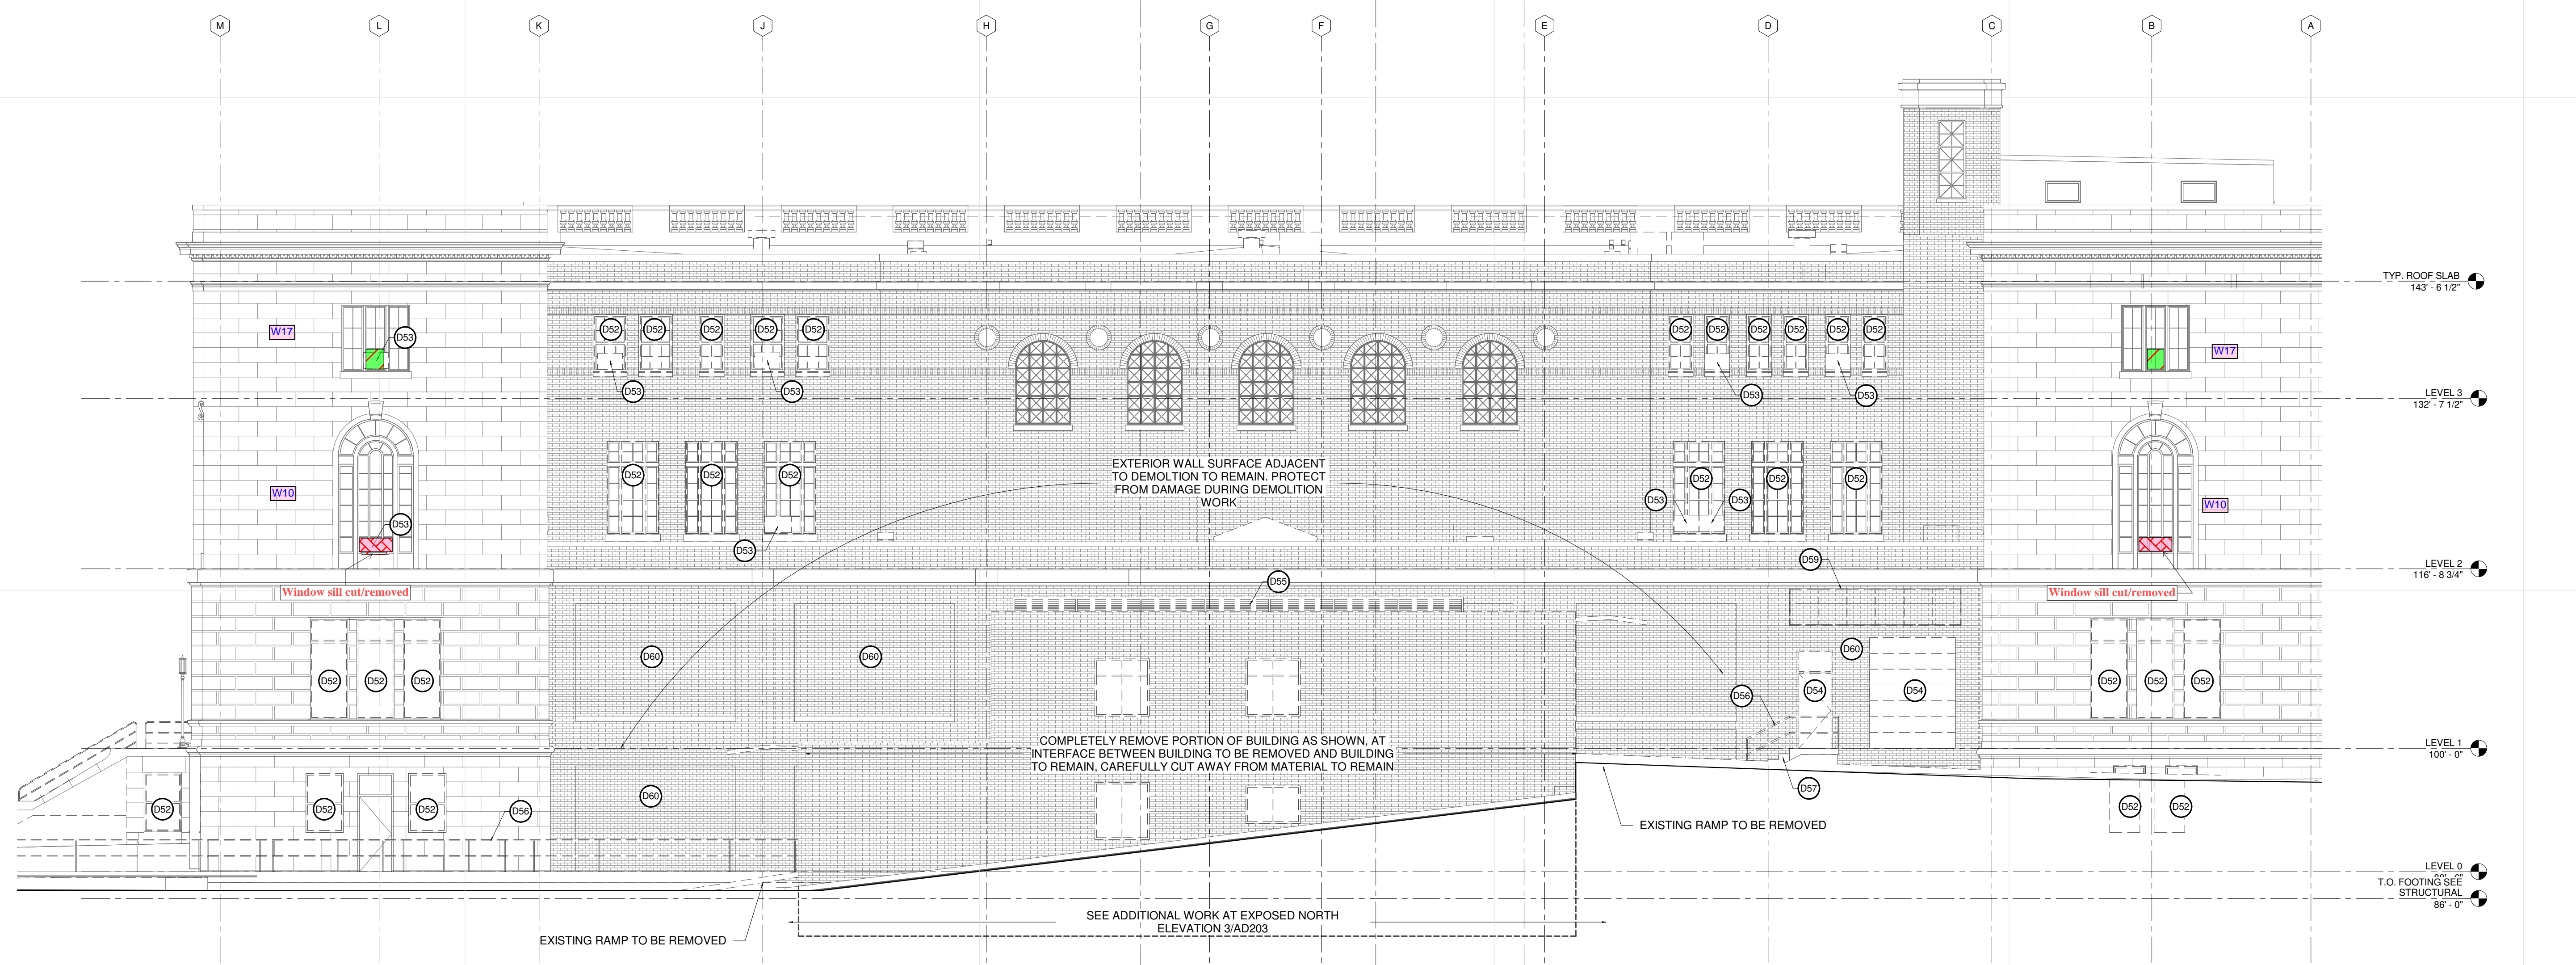 M L K J H G F E D C B A
TYP. ROOF SLAB
143' - 6 1/2"
W17
D53
D52 D52 D52 D52 D52
D52 D52 D52 D52 D52 D52
W17
D53 D53
D53 D53
LEVEL 3
132' - 7 1/2"
W10
D53
D52 D52 D52
D53
EXTERIOR WALL SURFACE ADJACENT
TO DEMOLTION TO REMAIN. PROTECT
FROM DAMAGE DURING DEMOLITION
WORK
D52 D52 D52
D53 D53
W10
LEVEL 2
116' - 8 3/4"
Window sill cut/removed
D55
D59
Window sill cut/removed
D52 D52 D52
D60
D60
D60
D56
D54
D54
D52 D52 D52
LEVEL 1
100' - 0"
COMPLETELY REMOVE PORTION OF BUILDING AS SHOWN, AT
INTERFACE BETWEEN BUILDING TO BE REMOVED AND BUILDING
TO REMAIN, CAREFULLY CUT AWAY FROM MATERIAL TO REMAIN
D57
D52
D52 D52
D56
D60
EXISTING RAMP TO BE REMOVED
D52 D52
LEVEL 0
T.O. FOOTING SEE
STRUCTURAL
86' - 0"
SEE ADDITIONAL WORK AT EXPOSED NORTH
ELEVATION 3/AD203
EXISTING RAMP TO BE REMOVED